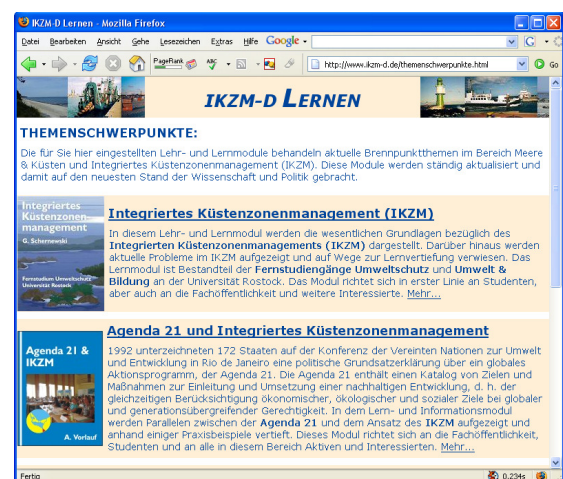 IKZM-D Lernen - Mozilla Firefox
Datei Bearbeiten Ansicht Gehe Lesezeichen Extras Hilfe Google
PageRank http://www.ikzm-d.de/themenschwerpunkte.html Go
IKZM-D LERNEN
THEMENSCHWERPUNKTE:
Die für Sie hier eingestellten Lehr- und Lernmodule behandeln aktuelle Brennpunktthemen im Bereich Meere
& Küsten und Integriertes Küstenzonenmanagement (IKZM). Diese Module werden ständig aktualisiert und
damit auf den neuesten Stand der Wissenschaft und Politik gebracht.
Integriertes
Küstenzonen-
management
G. Schernewski
Fernstudium Umweltschutz
Universität Rostock
Integriertes Küstenzonenmanagement (IKZM)
In diesem Lehr- und Lernmodul werden die wesentlichen Grundlagen bezüglich des
Integrierten Küstenzonenmanagements (IKZM) dargestellt. Darüber hinaus werden
aktuelle Probleme im IKZM aufgezeigt und auf Wege zur Lernvertiefung verwiesen. Das
Lernmodul ist Bestandteil der Fernstudiengänge Umweltschutz und Umwelt &
Bildung an der Universität Rostock. Das Modul richtet sich in erster Linie an Studenten,
aber auch an die Fachöffentlichkeit und weitere Interessierte. Mehr...
Agenda 21 &
IKZM
A. Vorlauf
Agenda 21 und Integriertes Küstenzonenmanagement
1992 unterzeichneten 172 Staaten auf der Konferenz der Vereinten Nationen zur Umwelt
und Entwicklung in Rio de Janeiro eine politische Grundsatzerklärung über ein globales
Aktionsprogramm, der Agenda 21. Die Agenda 21 enthält einen Katalog von Zielen und
Maßnahmen zur Einleitung und Umsetzung einer nachhaltigen Entwicklung, d. h. der
gleichzeitigen Berücksichtigung ökonomischer, ökologischer und sozialer Ziele bei globaler
und generationsübergreifender Gerechtigkeit. In dem Lern- und Informationsmodul
werden Parallelen zwischen der Agenda 21 und dem Ansatz des IKZM aufgezeigt und
anhand einiger Praxisbeispiele vertieft. Dieses Modul richtet sich an die Fachöffentlichkeit,
Studenten und an alle in diesem Bereich Aktiven und Interessierten. Mehr...
Fertig 0.234s